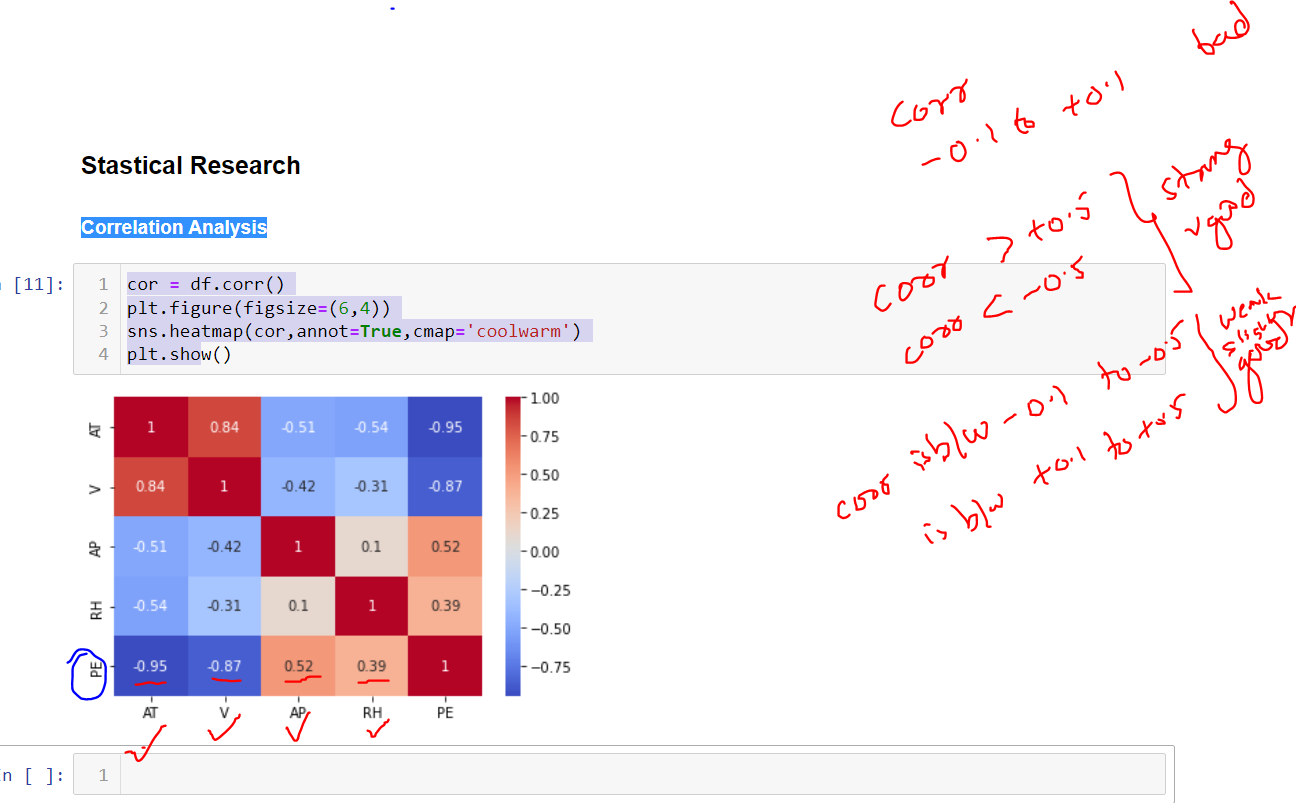 bad
Corr
-0.1 to +0.1
Stastical Research
strong
vgood
corr > +0.5
Correlation Analysis
corr < -0.5
[11]:
1 cor = df.corr()
2 plt.figure(figsize=(6,4))
3 sns.heatmap(cor,annot=True,cmap='coolwarm')
4 plt.show()
weak
slightly
good
corr is b/w -0.1 to -0.5
is b/w +0.1 to +0.5
AT 1 0.84 -0.51 -0.54 -0.95
V 0.84 1 -0.42 -0.31 -0.87
AP -0.51 -0.42 1 0.1 0.52
RH -0.54 -0.31 0.1 1 0.39
PE -0.95 -0.87 0.52 0.39 1
AT V AP RH PE
1.00
0.75
0.50
0.25
0.00
-0.25
-0.50
-0.75
n [ ]: 1